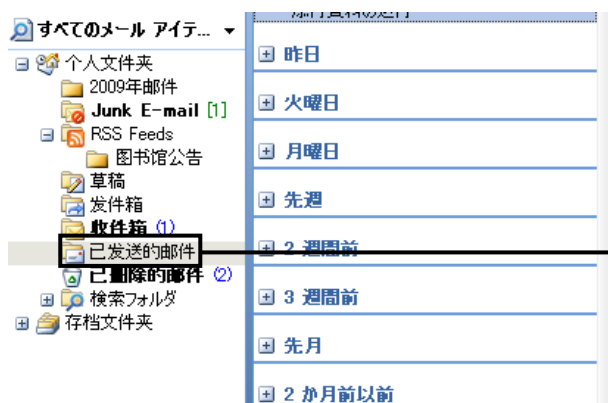 すべてのメール アイテ...
个人文件夹
2009年邮件
Junk E-mail [1]
RSS Feeds
图书馆公告
草稿
发件箱
收件箱 (1)
已发送的邮件
已删除的邮件 (2)
検索フォルダ
存档文件夹
昨日
火曜日
月曜日
先週
2 週間前
3 週間前
先月
2 か月前以前